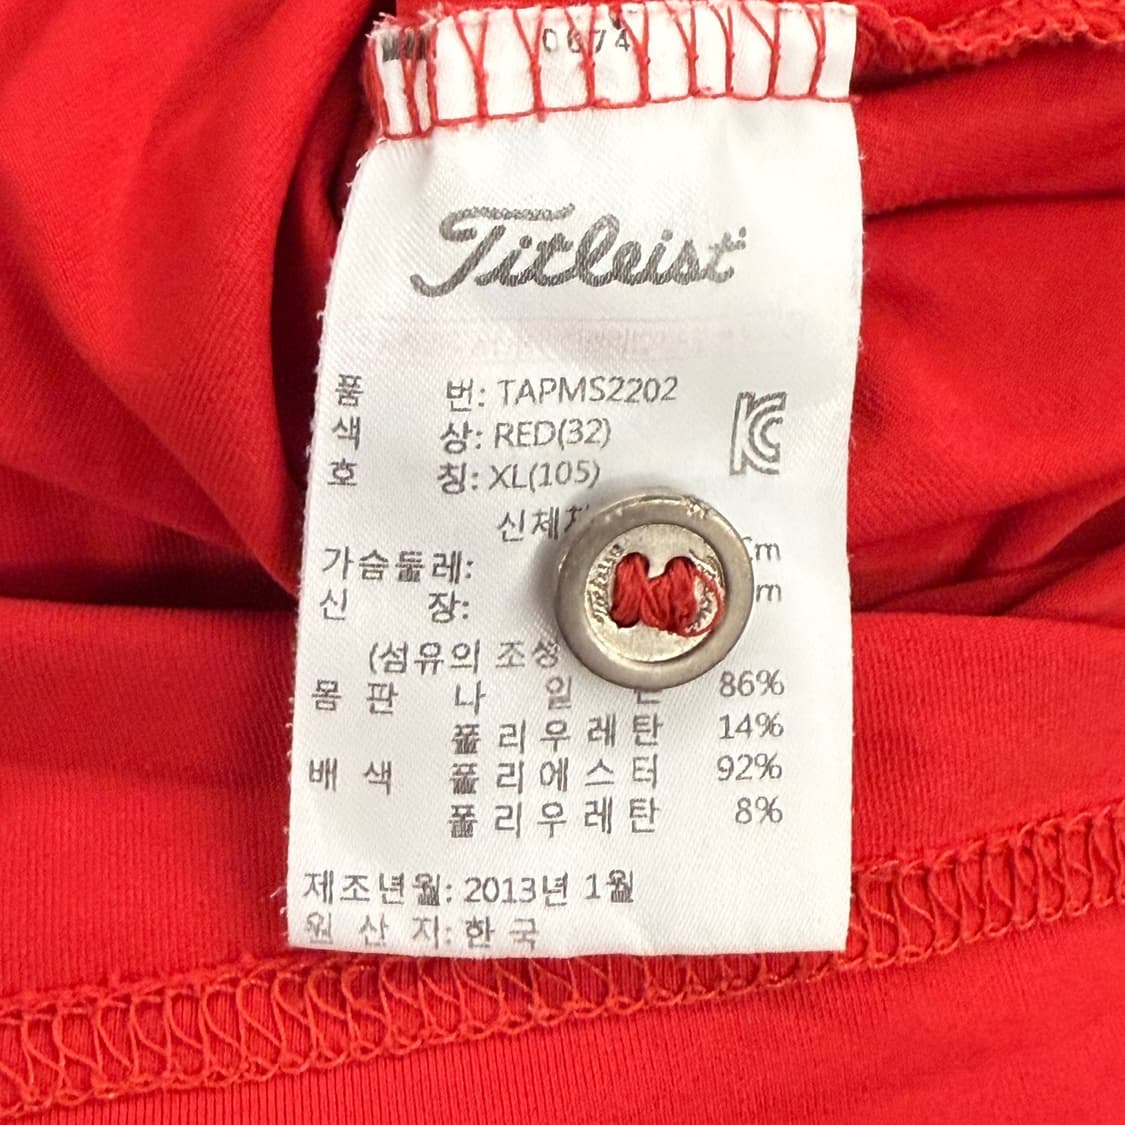 0674
Titleist
품 번: TAPMS2202
색 상: RED(32)
호 칭: XL(105)
가슴둘레: Cm
신 장: m
(섬유의 조성
몸 판 나 일 86%
폴 리 우 레 탄 14%
배 색 폴 리 에 스 터 92%
폴 리 우 레 탄 8%
제조년월: 2013년 1월
원 산 지: 한 국